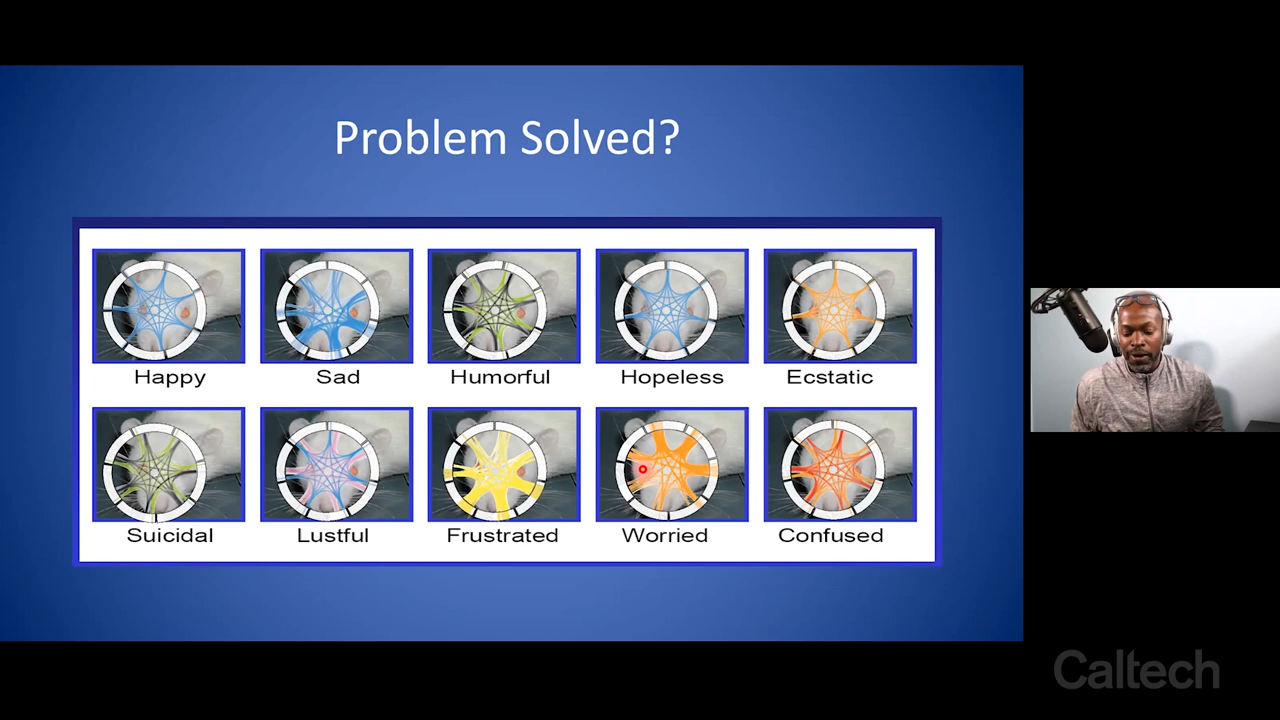 Problem Solved?
Happy Sad Humorful Hopeless Ecstatic
Suicidal Lustful Frustrated Worried Confused
Caltech